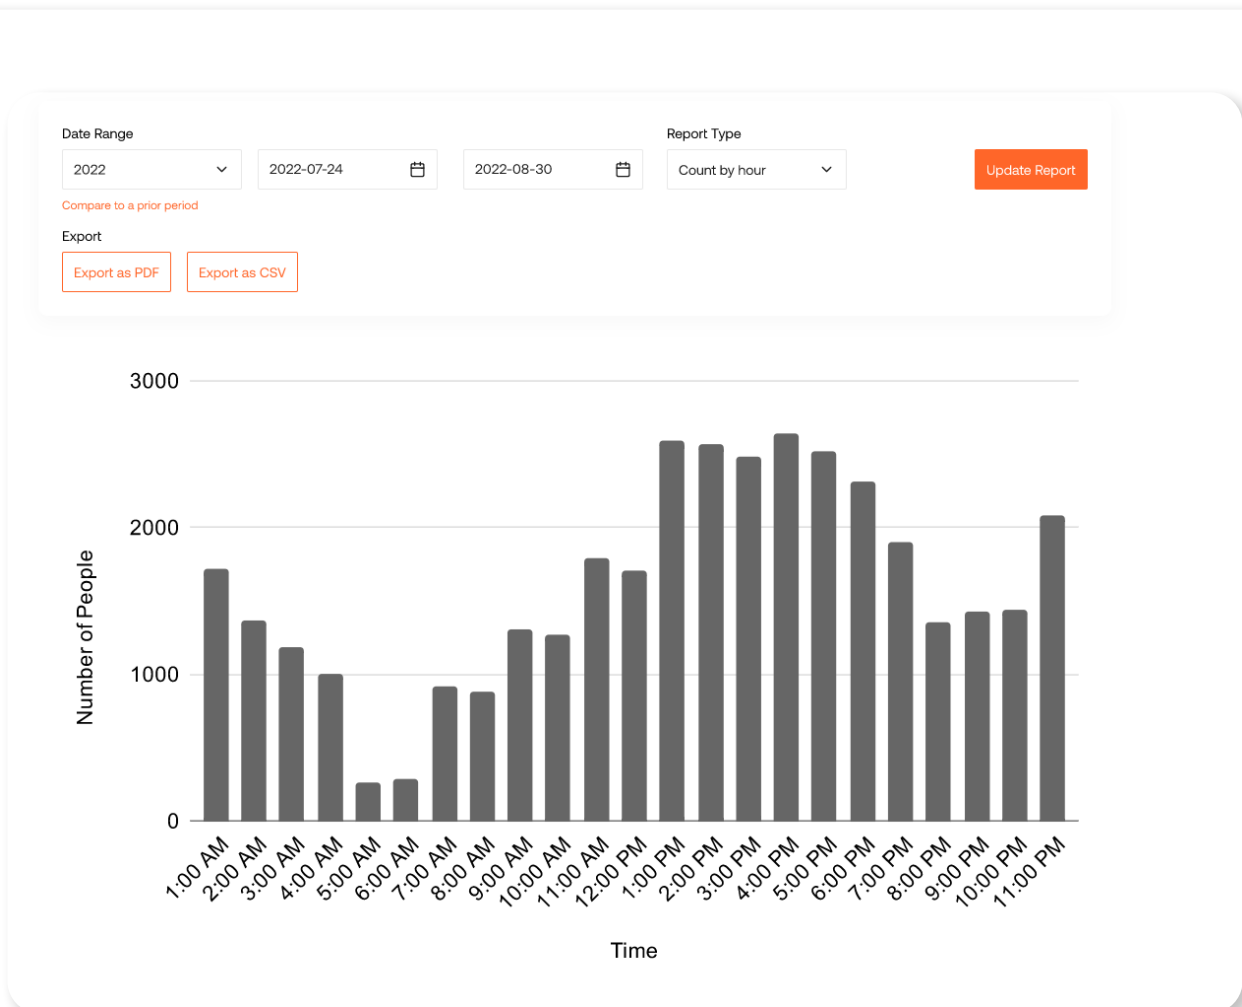 Date Range
Report Type
2022
2022-07-24
2022-08-30
Count by hour
Update Report
Compare to a prior period
Export
Export as PDF
Export as CSV
3000
2000
1000
0
Number of People
1:00 AM
2:00 AM
3:00 AM
4:00 AM
5:00 AM
6:00 AM
7:00 AM
8:00 AM
9:00 AM
10:00 AM
11:00 AM
12:00 PM
1:00 PM
2:00 PM
3:00 PM
4:00 PM
5:00 PM
6:00 PM
7:00 PM
8:00 PM
9:00 PM
10:00 PM
11:00 PM
Time